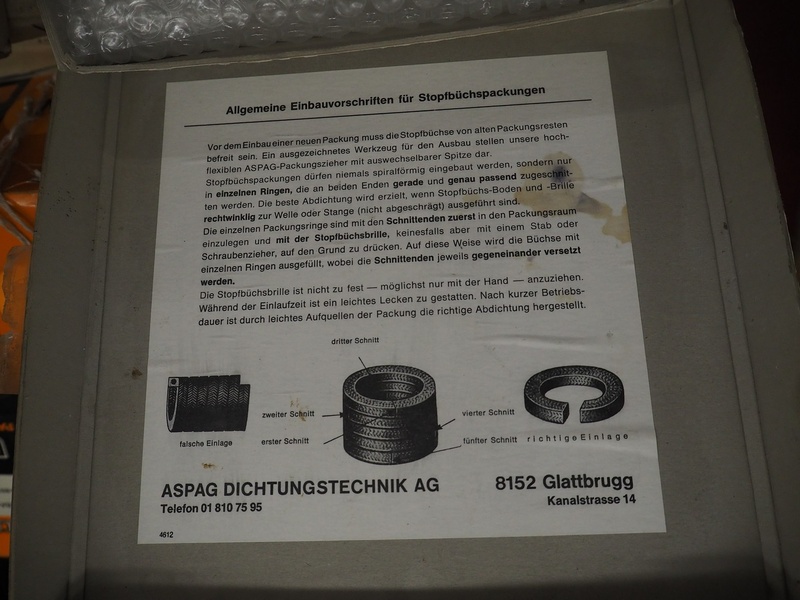 Allgemeine Einbauvorschriften für Stopfbüchspackungen
Vor dem Einbau einer neuen Packung muss die Stopfbüchse von alten Packungsresten
befreit sein. Ein ausgezeichnetes Werkzeug für den Ausbau stellen unsere hoch-
flexiblen ASPAG-Packungszieher mit auswechselbarer Spitze dar.
Stopfbüchspackungen dürfen niemals spiralförmig eingebaut werden, sondern nur
in einzelnen Ringen, die an beiden Enden gerade und genau passend zugeschnit-
ten werden. Die beste Abdichtung wird erzielt, wenn Stopfbüchs-Boden und -Brille
rechtwinklig zur Welle oder Stange (nicht abgeschrägt) ausgeführt sind.
Die einzelnen Packungsringe sind mit den Schnittenden zuerst in den Packungsraum
einzulegen und mit der Stopfbüchsbrille, keinesfalls aber mit einem Stab oder
Schraubenzieher, auf den Grund zu drücken. Auf diese Weise wird die Büchse mit
einzelnen Ringen ausgefüllt, wobei die Schnittenden jeweils gegeneinander versetzt
werden.
Die Stopfbüchsbrille ist nicht zu fest — möglichst nur mit der Hand — anzuziehen.
Während der Einlaufzeit ist ein leichtes Lecken zu gestatten. Nach kurzer Betriebs-
dauer ist durch leichtes Aufquellen der Packung die richtige Abdichtung hergestellt.
dritter Schnitt
zweiter Schnitt
vierter Schnitt
erster Schnitt
fünfter Schnitt
falsche Einlage
richtige Einlage
ASPAG DICHTUNGSTECHNIK AG
8152 Glattbrugg
Telefon 01 810 75 95
Kanalstrasse 14
4612